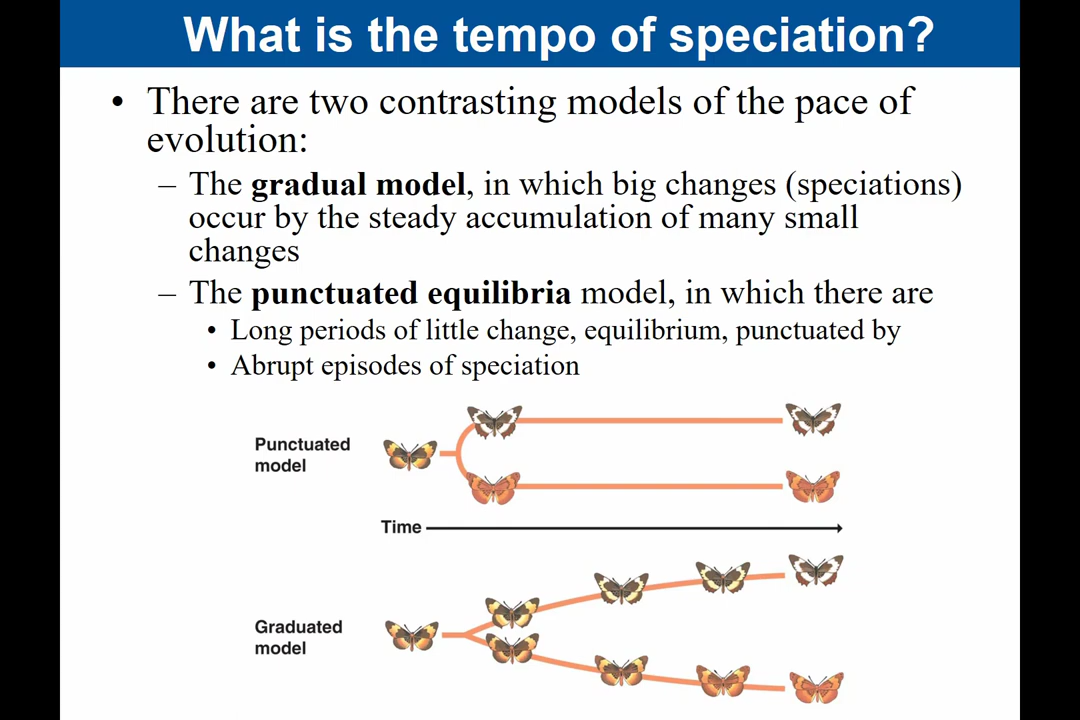 What is the tempo of speciation?
• There are two contrasting models of the pace of
evolution:
– The gradual model, in which big changes (speciations)
occur by the steady accumulation of many small
changes
– The punctuated equilibria model, in which there are
• Long periods of little change, equilibrium, punctuated by
• Abrupt episodes of speciation
Punctuated
model
Time
Graduated
model